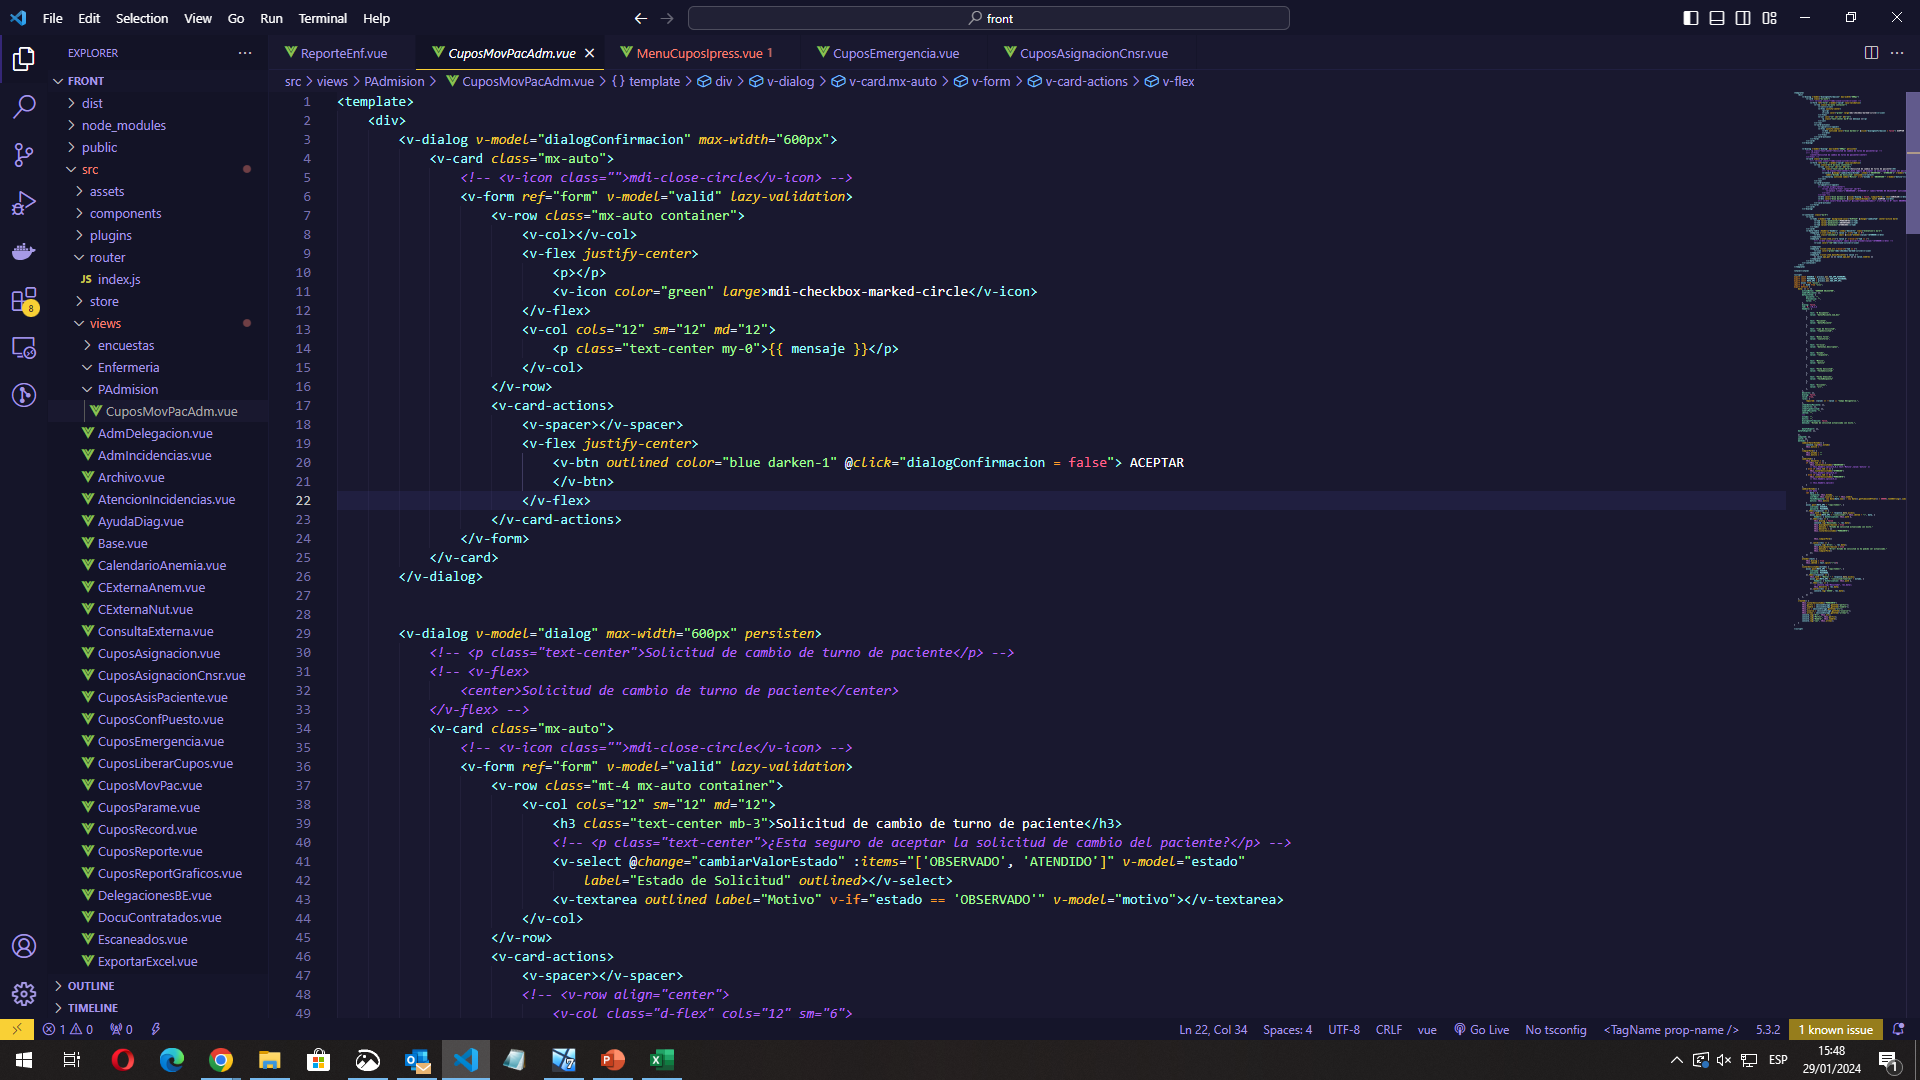 File Edit Selection View Go Run Terminal Help
front
EXPLORER
ReporteEnf.vue
CuposMovPacAdm.vue
MenuCuposIpress.vue 1
CuposEmergencia.vue
CuposAsignacionCnsr.vue
src > views > PAdmision > CuposMovPacAdm.vue > {} template > div > v-dialog > v-card.mx-auto > v-form > v-card-actions > v-flex
FRONT
dist
node_modules
public
src
assets
components
plugins
router
JS index.js
store
views
encuestas
Enfermeria
PAdmision
CuposMovPacAdm.vue
AdmDelegacion.vue
AdmIncidencias.vue
Archivo.vue
AtencionIncidencias.vue
AyudaDiag.vue
Base.vue
CalendarioAnemia.vue
CExternaAnem.vue
CExternaNut.vue
ConsultaExterna.vue
CuposAsignacion.vue
CuposAsignacionCnsr.vue
CuposAsisPaciente.vue
CuposConfPuesto.vue
CuposEmergencia.vue
CuposLiberarCupos.vue
CuposMovPac.vue
CuposParame.vue
CuposRecord.vue
CuposReporte.vue
CuposReportGraficos.vue
DelegacionesBE.vue
DocuContratados.vue
Escaneados.vue
ExportarExcel.vue
OUTLINE
TIMELINE
8
1 <template>
2 <div>
3 <v-dialog v-model="dialogConfirmacion" max-width="600px">
4 <v-card class="mx-auto">
5 <!-- <v-icon class="">mdi-close-circle</v-icon> -->
6 <v-form ref="form" v-model="valid" lazy-validation>
7 <v-row class="mx-auto container">
8 <v-col></v-col>
9 <v-flex justify-center>
10 <p></p>
11 <v-icon color="green" large>mdi-checkbox-marked-circle</v-icon>
12 </v-flex>
13 <v-col cols="12" sm="12" md="12">
14 <p class="text-center my-0">{{ mensaje }}</p>
15 </v-col>
16 </v-row>
17 <v-card-actions>
18 <v-spacer></v-spacer>
19 <v-flex justify-center>
20 <v-btn outlined color="blue darken-1" @click="dialogConfirmacion = false"> ACEPTAR
21 </v-btn>
22 </v-flex>
23 </v-card-actions>
24 </v-form>
25 </v-card>
26 </v-dialog>
27
28
29 <v-dialog v-model="dialog" max-width="600px" persisten>
30 <!-- <p class="text-center">Solicitud de cambio de turno de paciente</p> -->
31 <!-- <v-flex>
32 <center>Solicitud de cambio de turno de paciente</center>
33 </v-flex> -->
34 <v-card class="mx-auto">
35 <!-- <v-icon class="">mdi-close-circle</v-icon> -->
36 <v-form ref="form" v-model="valid" lazy-validation>
37 <v-row class="mt-4 mx-auto container">
38 <v-col cols="12" sm="12" md="12">
39 <h3 class="text-center mb-3">Solicitud de cambio de turno de paciente</h3>
40 <!-- <p class="text-center">¿Esta seguro de aceptar la solicitud de cambio del paciente?</p> -->
41 <v-select @change="cambiarValorEstado" :items="['OBSERVADO', 'ATENDIDO']" v-model="estado"
42 label="Estado de Solicitud" outlined></v-select>
43 <v-textarea outlined label="Motivo" v-if="estado == 'OBSERVADO'" v-model="motivo"></v-textarea>
44 </v-col>
45 </v-row>
46 <v-card-actions>
47 <v-spacer></v-spacer>
48 <!-- <v-row align="center">
49 <v-col class="d-flex" cols="12" sm="6">
1 0 0
Ln 22, Col 34 Spaces: 4 UTF-8 CRLF vue Go Live No tsconfig <TagName prop-name /> 5.3.2 1 known issue
ESP
15:48
29/01/2024
1